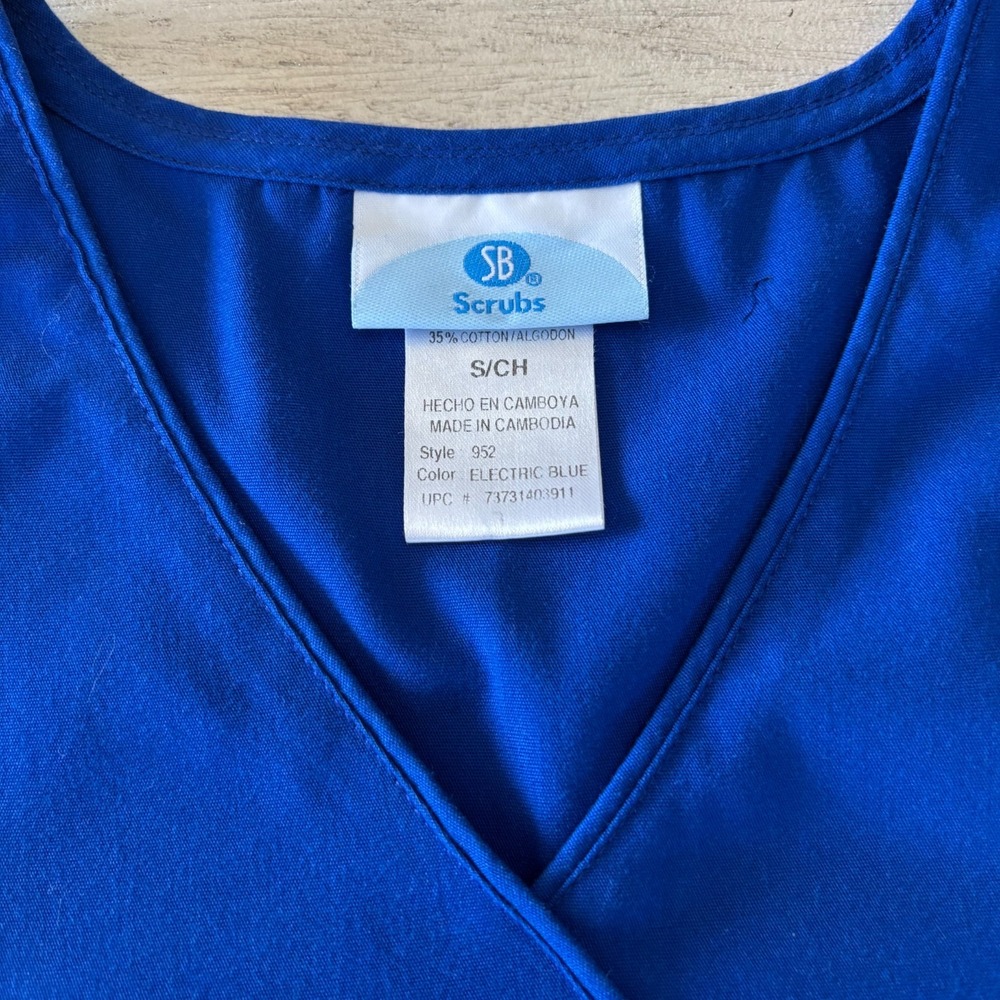 SB®
Scrubs
35% COTTON/ALGODON
S/CH
HECHO EN CAMBOYA
MADE IN CAMBODIA
Style 952
Color ELECTRIC BLUE
UPC # 73731403911